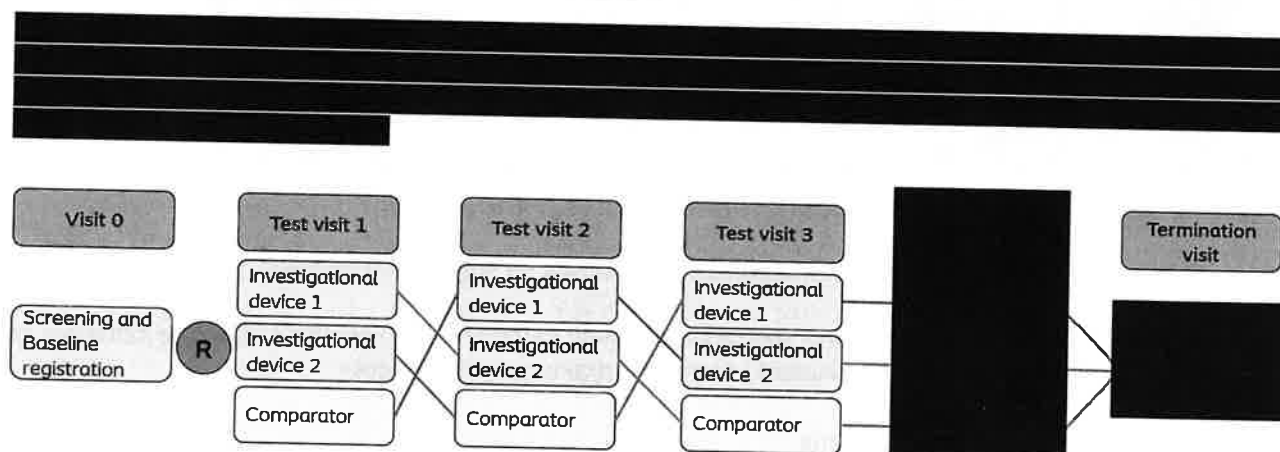 Visit 0
Test visit 1
Test visit 2
Test visit 3
Termination
visit
Screening and
Baseline
registration
R
Investigational
device 1
Investigational
device 2
Comparator
Investigational
device 1
Investigational
device 2
Comparator
Investigational
device 1
Investigational
device 2
Comparator